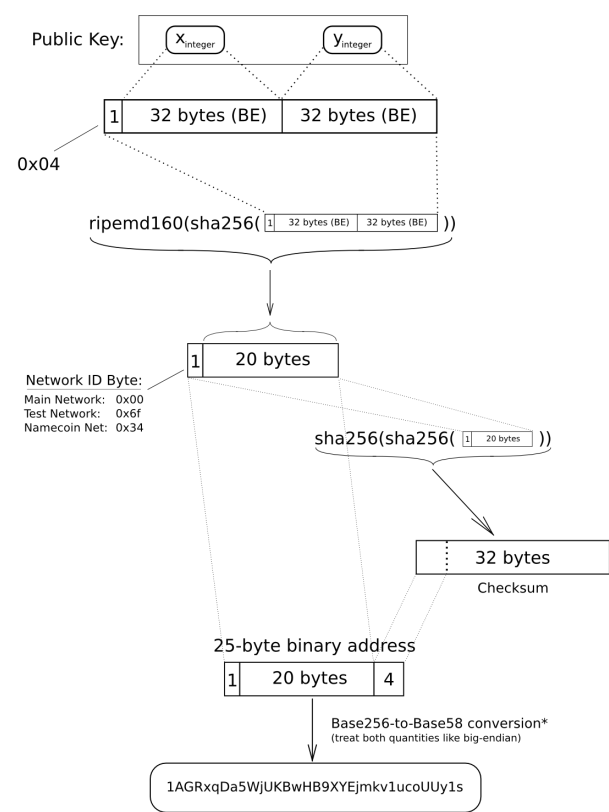 Public Key:
x integer
y integer
1 32 bytes (BE) 32 bytes (BE)
0x04
ripemd160(sha256( 1 32 bytes (BE) 32 bytes (BE) ))
1 20 bytes
Network ID Byte:
Main Network: 0x00
Test Network: 0x6f
Namecoin Net: 0x34
sha256(sha256( 1 20 bytes ))
32 bytes
Checksum
25-byte binary address
1 20 bytes 4
Base256-to-Base58 conversion*
(treat both quantities like big-endian)
1AGRxqDa5WjUKBwHB9XYEjmkv1ucoUUy1s